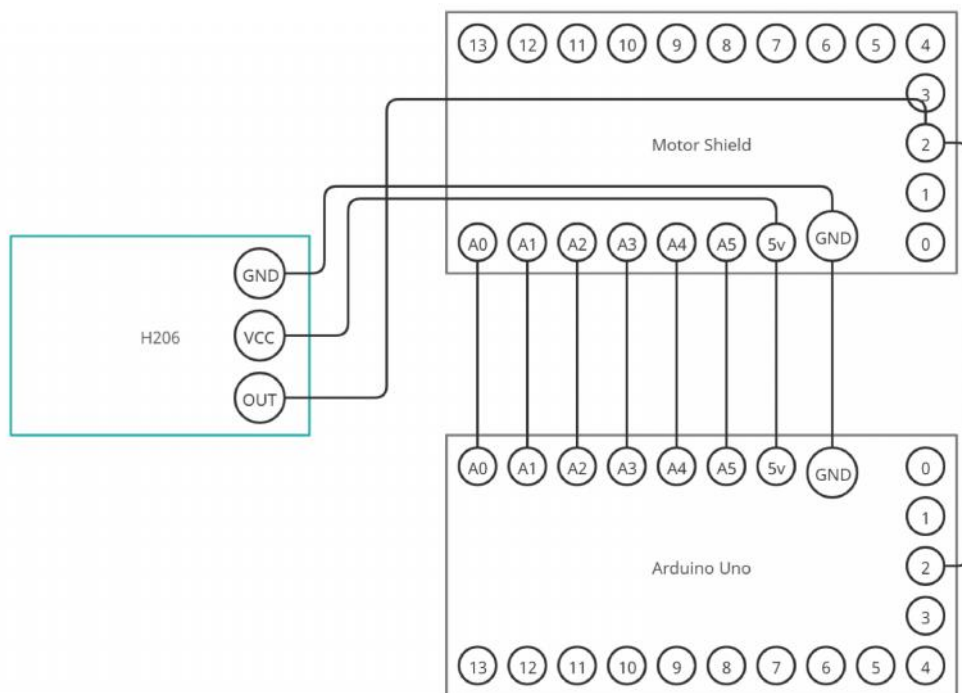 13 12 11 10 9 8 7 6 5 4
3
Motor Shield
2
1
A0 A1 A2 A3 A4 A5 5v GND
0
GND
H206
VCC
OUT
A0 A1 A2 A3 A4 A5 5v GND
0
1
Arduino Uno
2
3
13 12 11 10 9 8 7 6 5 4